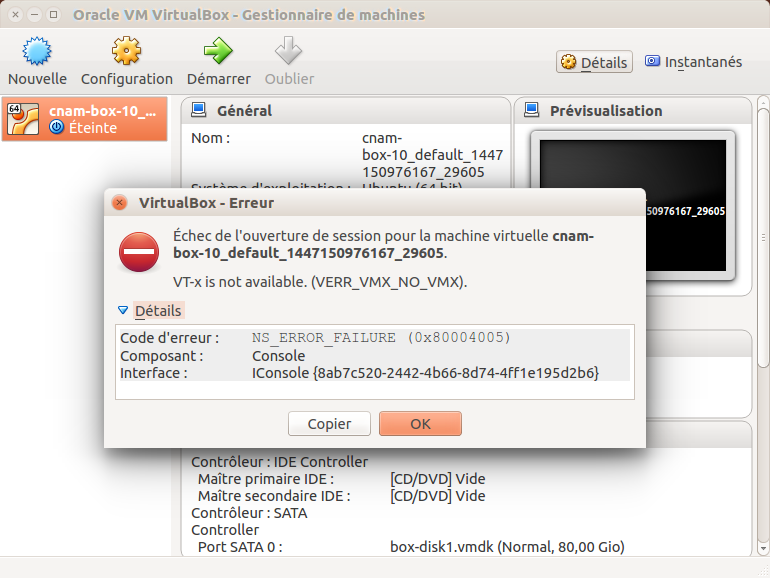 Oracle VM VirtualBox - Gestionnaire de machines
Nouvelle Configuration Démarrer Oublier
Détails Instantanés
64
cnam-box-10_...
Éteinte
Général
Nom : cnam-
box-10_default_1447
150976167_29605
Système d'exploitation : Ubuntu (64 bit)
Prévisualisation
50976167_29605
VirtualBox - Erreur
Échec de l'ouverture de session pour la machine virtuelle cnam-
box-10_default_1447150976167_29605.
VT-x is not available. (VERR_VMX_NO_VMX).
Détails
Code d'erreur : NS_ERROR_FAILURE (0x80004005)
Composant : Console
Interface : IConsole {8ab7c520-2442-4b66-8d74-4ff1e195d2b6}
Copier OK
Contrôleur : IDE Controller
Maître primaire IDE : [CD/DVD] Vide
Maître secondaire IDE : [CD/DVD] Vide
Contrôleur : SATA
Controller
Port SATA 0 : box-disk1.vmdk (Normal, 80,00 Gio)